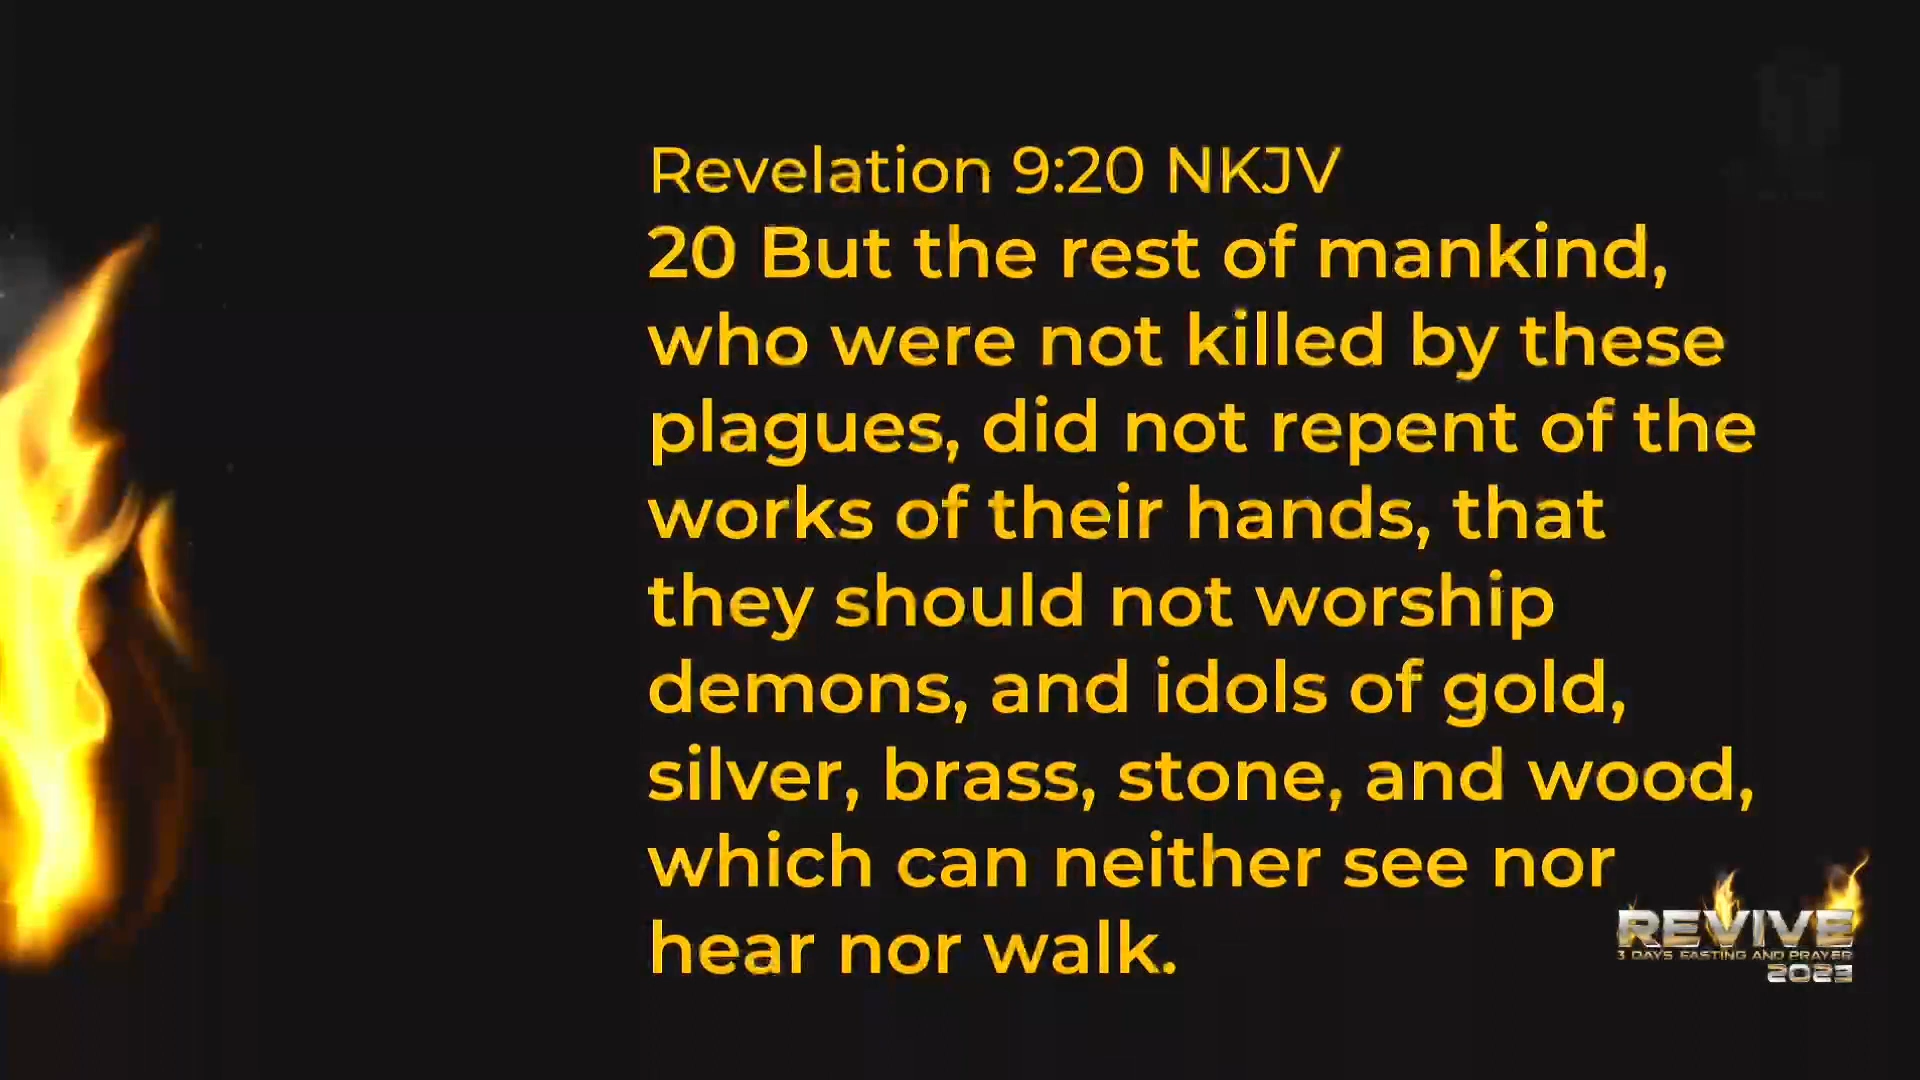 Revelation 9:20 NKJV
20 But the rest of mankind,
who were not killed by these
plagues, did not repent of the
works of their hands, that
they should not worship
demons, and idols of gold,
silver, brass, stone, and wood,
which can neither see nor
hear nor walk.
REVIVE
3 DAYS FASTING AND PRAYER
2023